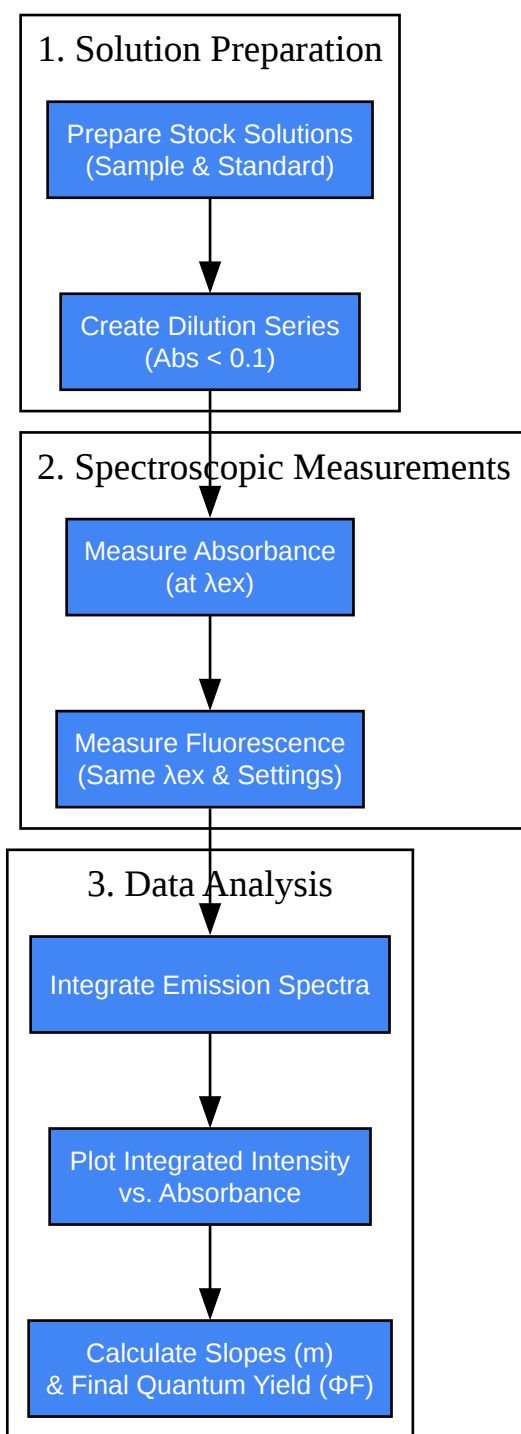 1. Solution Preparation
Prepare Stock Solutions
(Sample & Standard)
Create Dilution Series
(Abs < 0.1)
2. Spectroscopic Measurements
Measure Absorbance
(at λex)
Measure Fluorescence
(Same λex & Settings)
3. Data Analysis
Integrate Emission Spectra
Plot Integrated Intensity
vs. Absorbance
Calculate Slopes (m)
& Final Quantum Yield (ΦF)